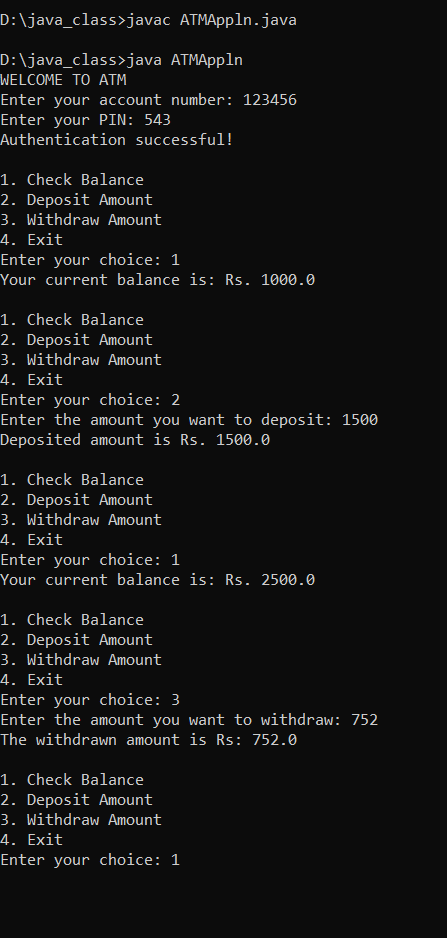 D:\java_class>javac ATMAppln.java
D:\java_class>java ATMAppln
WELCOME TO ATM
Enter your account number: 123456
Enter your PIN: 543
Authentication successful!
1. Check Balance
2. Deposit Amount
3. Withdraw Amount
4. Exit
Enter your choice: 1
Your current balance is: Rs. 1000.0
1. Check Balance
2. Deposit Amount
3. Withdraw Amount
4. Exit
Enter your choice: 2
Enter the amount you want to deposit: 1500
Deposited amount is Rs. 1500.0
1. Check Balance
2. Deposit Amount
3. Withdraw Amount
4. Exit
Enter your choice: 1
Your current balance is: Rs. 2500.0
1. Check Balance
2. Deposit Amount
3. Withdraw Amount
4. Exit
Enter your choice: 3
Enter the amount you want to withdraw: 752
The withdrawn amount is Rs: 752.0
1. Check Balance
2. Deposit Amount
3. Withdraw Amount
4. Exit
Enter your choice: 1